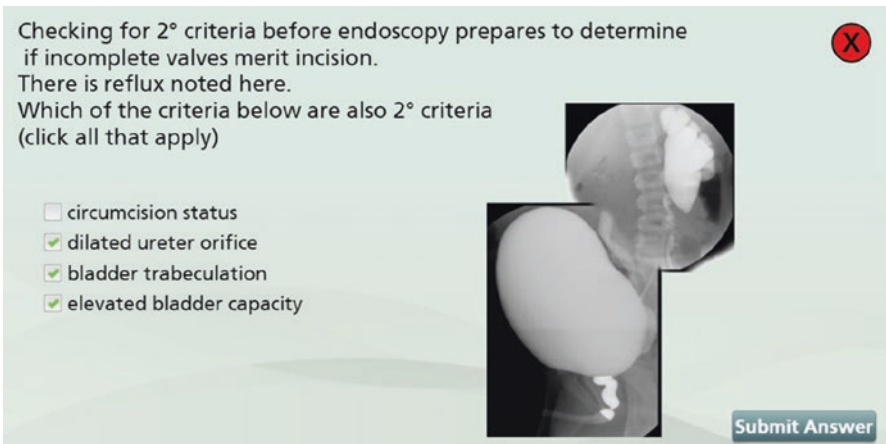 Checking for 2° criteria before endoscopy prepares to determine
if incomplete valves merit incision.
There is reflux noted here.
Which of the criteria below are also 2° criteria
(click all that apply)
X
circumcision status
dilated ureter orifice
bladder trabeculation
elevated bladder capacity
Submit Answer